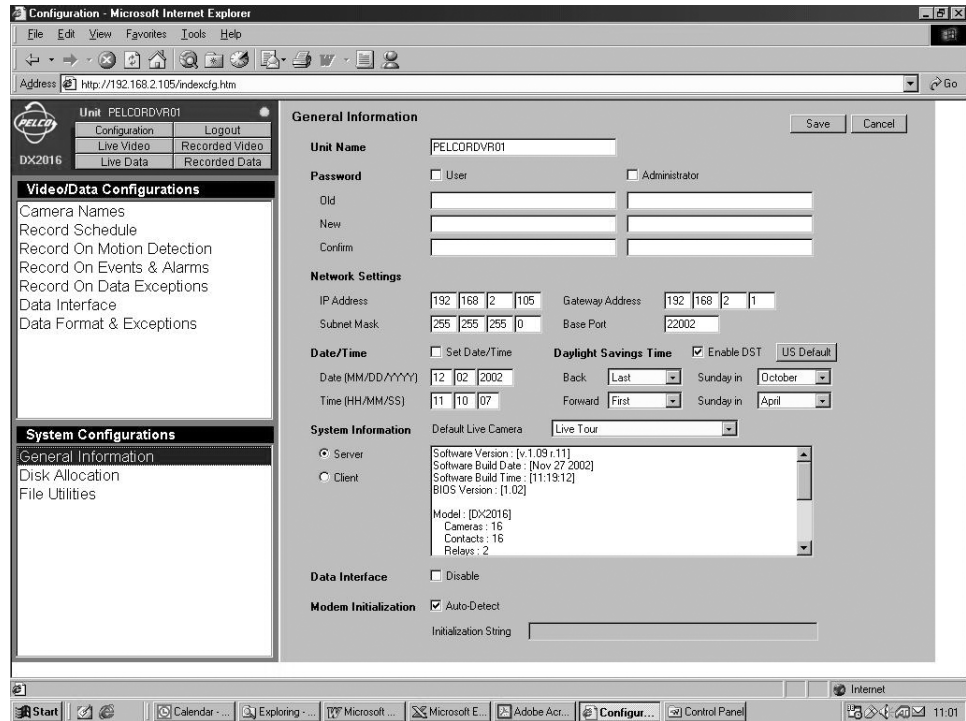 Configuration - Microsoft Internet Explorer
File Edit View Favorites Tools Help
Address http://192.168.2.105/indexcfg.htm Go
PELCO
DX2016
Unit PELCORDVR01
Configuration Logout
Live Video Recorded Video
Live Data Recorded Data
Video/Data Configurations
Camera Names
Record Schedule
Record On Motion Detection
Record On Events & Alarms
Record On Data Exceptions
Data Interface
Data Format & Exceptions
System Configurations
General Information
Disk Allocation
File Utilities
General Information
Save Cancel
Unit Name PELCORDVR01
Password User Administrator
Old
New
Confirm
Network Settings
IP Address 192 168 2 105 Gateway Address 192 168 2 1
Subnet Mask 255 255 255 0 Base Port 22002
Date/Time Set Date/Time Daylight Savings Time Enable DST US Default
Date (MM/DD/YYYY) 12 02 2002 Back Last Sunday in October
Time (HH/MM/SS) 11 10 07 Forward First Sunday in April
System Information Default Live Camera Live Tour
Server
Client
Software Version : [v.1.09 r.11]
Software Build Date : [Nov 27 2002]
Software Build Time : [11:19:12]
BIOS Version : [1.02]
Model : [DX2016]
Cameras : 16
Contacts : 16
Relays : 2
Data Interface Disable
Modem Initialization Auto-Detect
Initialization String
Internet
Start Calendar - ... Exploring - ... Microsoft ... Microsoft E... Adobe Acr... Configur... Control Panel 11:01